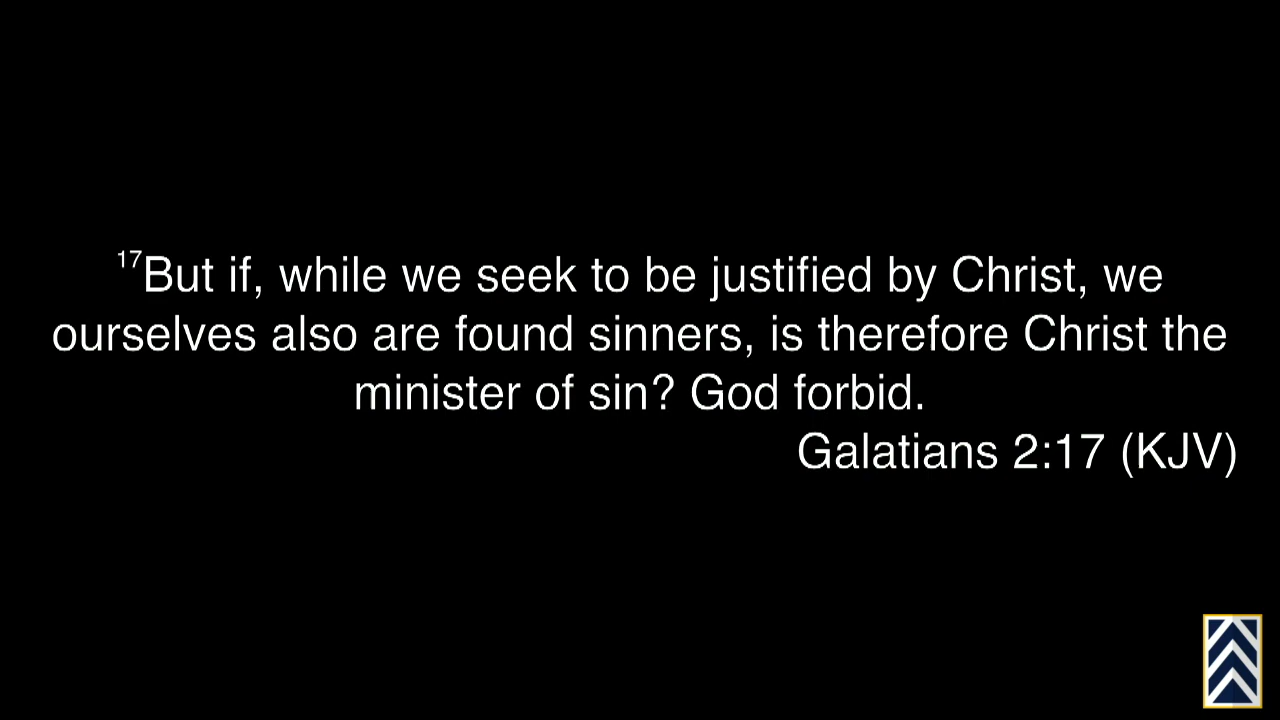 17But if, while we seek to be justified by Christ, we
ourselves also are found sinners, is therefore Christ the
minister of sin? God forbid.
Galatians 2:17 (KJV)